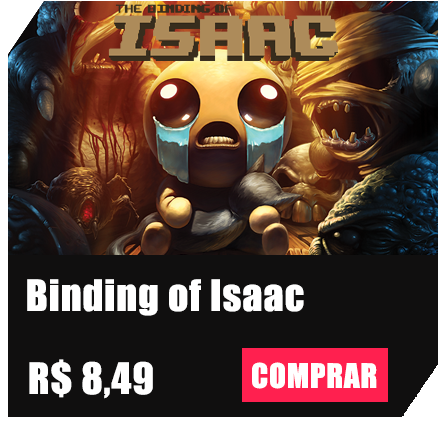 THE BINDING OF
ISAAC
Binding of Isaac
R$ 8,49
COMPRAR